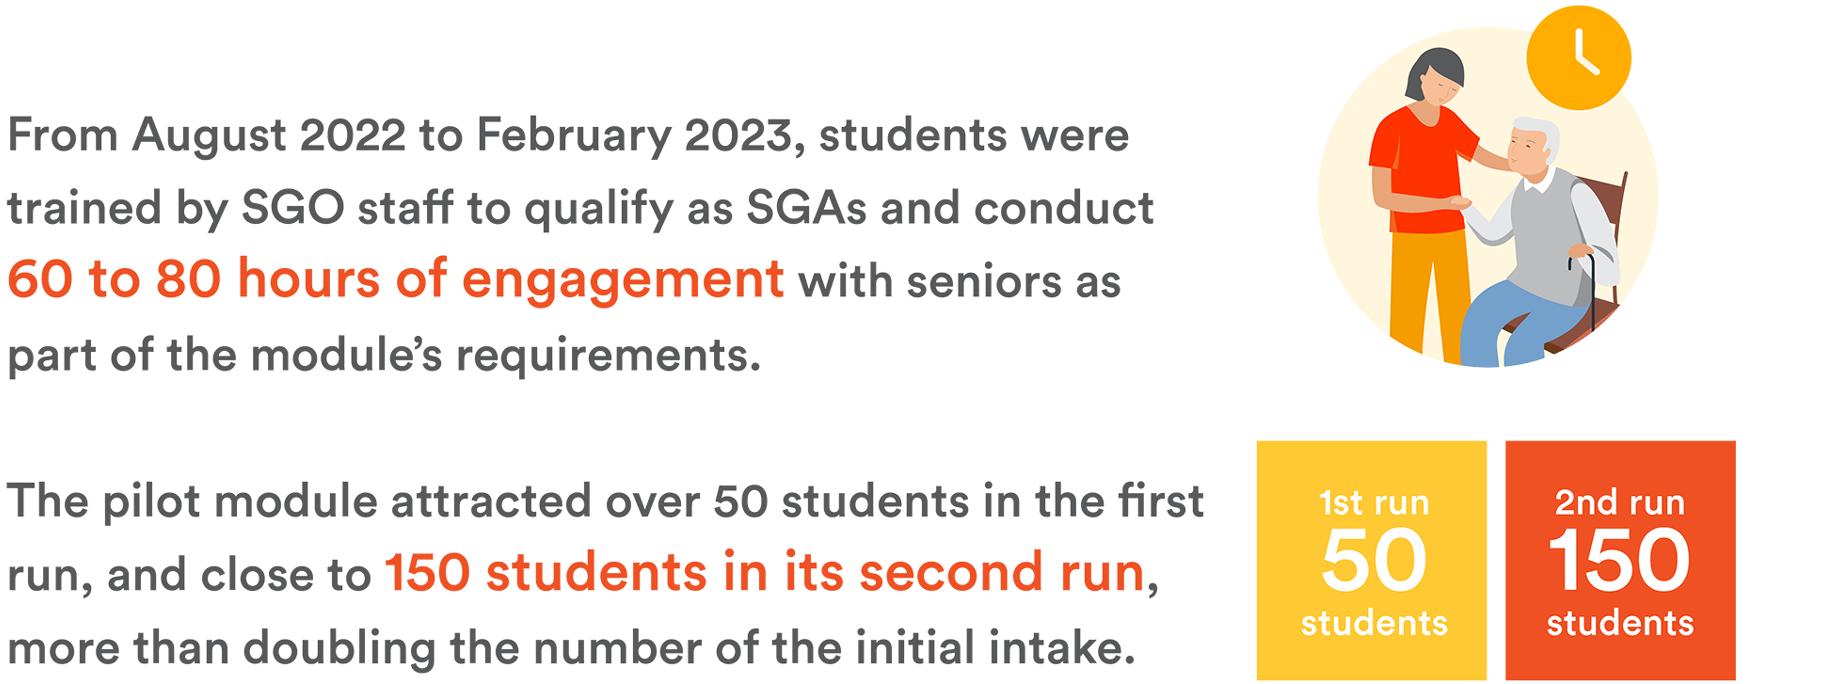 From August 2022 to February 2023, students were
trained by SGO staff to qualify as SGAs and conduct
60 to 80 hours of engagement with seniors as
part of the module’s requirements.
The pilot module attracted over 50 students in the first
run, and close to 150 students in its second run,
more than doubling the number of the initial intake.
1st run
50
students
2nd run
150
students